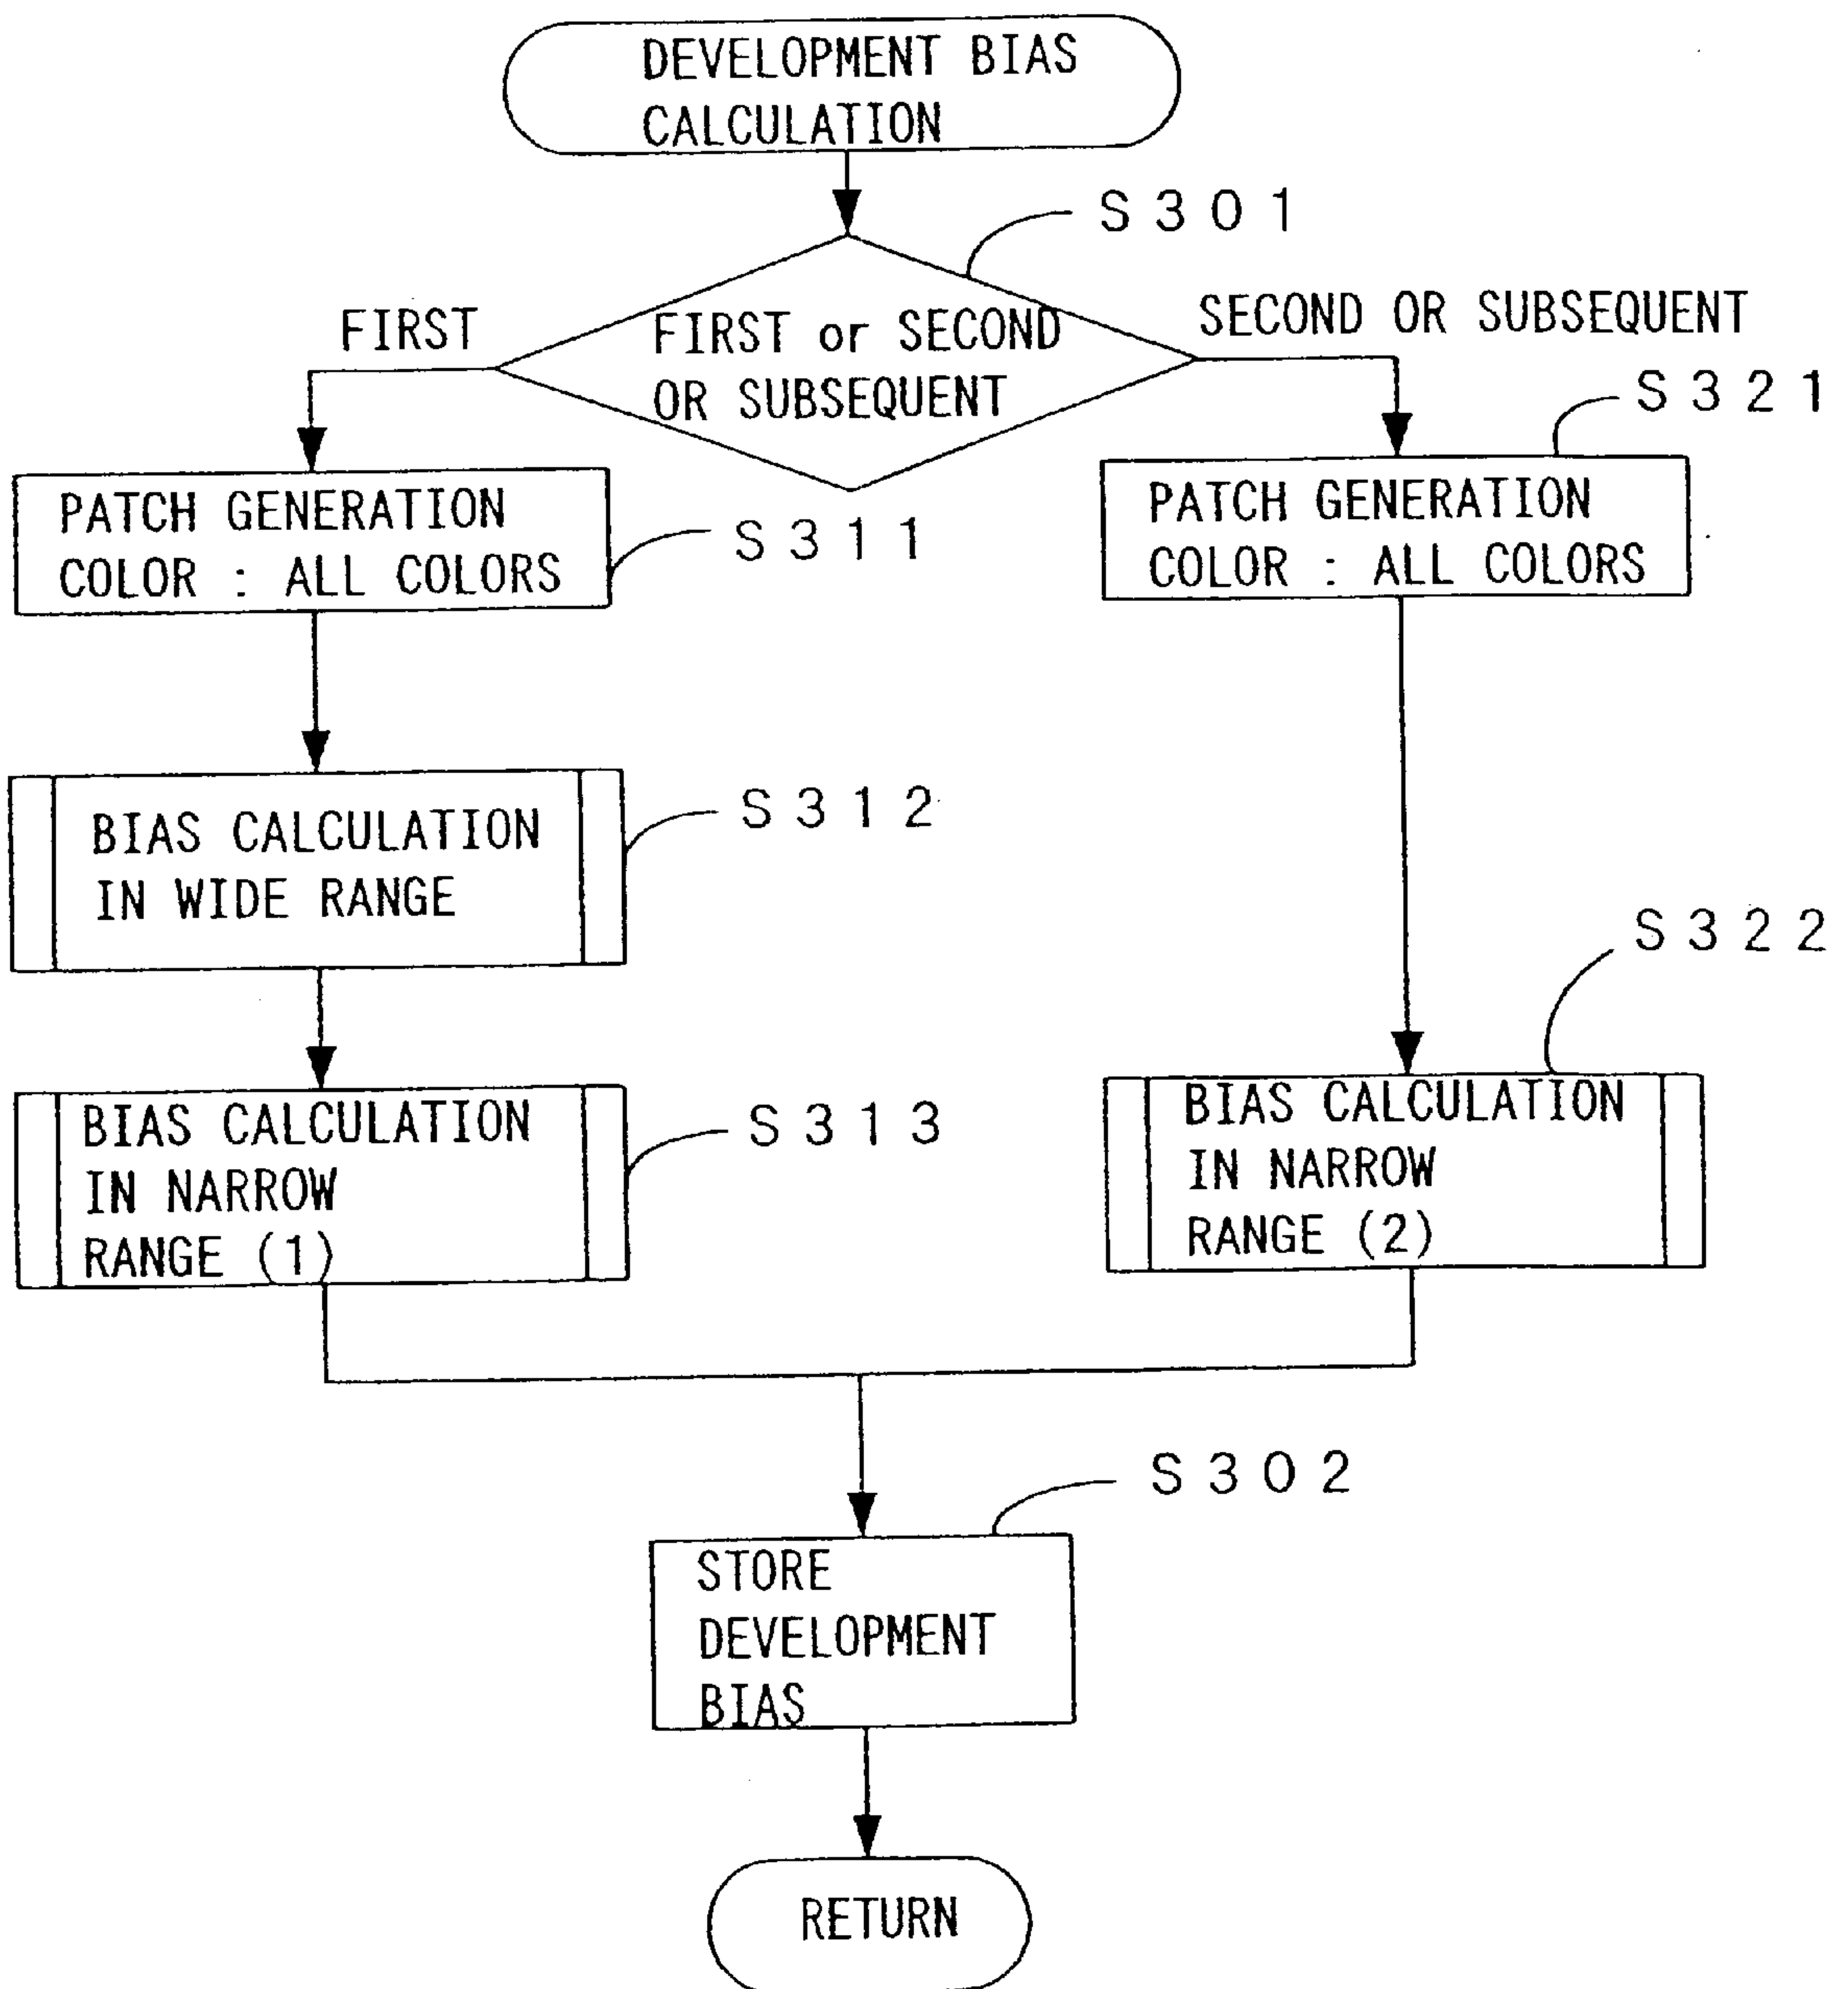 DEVELOPMENT BIAS
CALCULATION
S301
FIRST
FIRST or SECOND
OR SUBSEQUENT
SECOND OR SUBSEQUENT
S321
PATCH GENERATION
COLOR : ALL COLORS
S311
PATCH GENERATION
COLOR : ALL COLORS
BIAS CALCULATION
IN WIDE RANGE
S312
S322
BIAS CALCULATION
IN NARROW
RANGE (1)
S313
BIAS CALCULATION
IN NARROW
RANGE (2)
S302
STORE
DEVELOPMENT
BIAS
RETURN